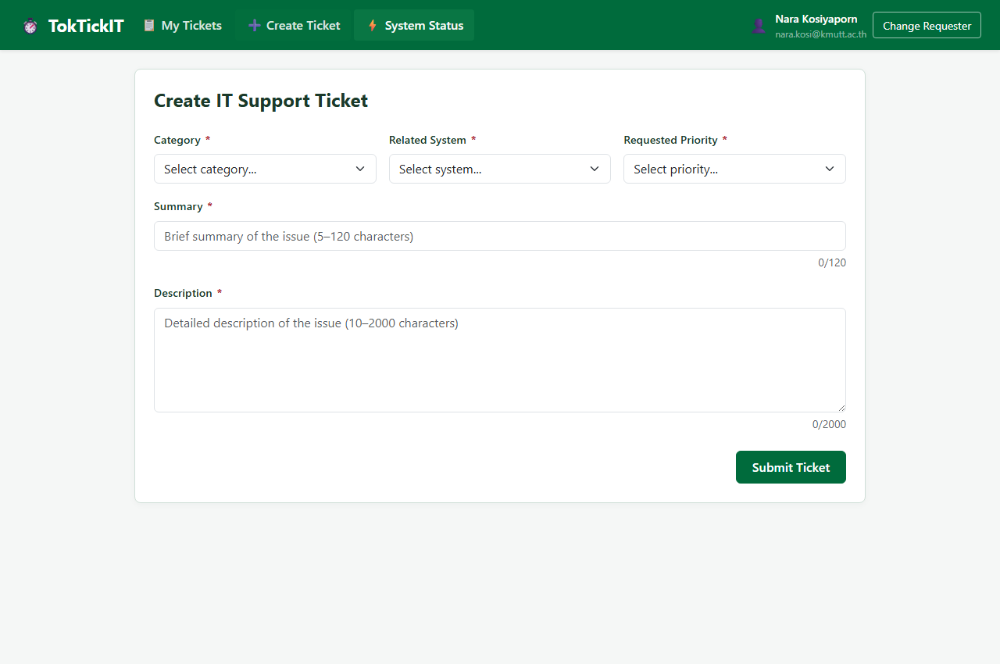 TokTickIT
My Tickets
Create Ticket
System Status
Nara Kosiyaporn
nara.kosi@kmutt.ac.th
Change Requester
Create IT Support Ticket
Category *
Related System *
Requested Priority *
Select category...
Select system...
Select priority...
Summary *
Brief summary of the issue (5–120 characters)
0/120
Description *
Detailed description of the issue (10–2000 characters)
0/2000
Submit Ticket